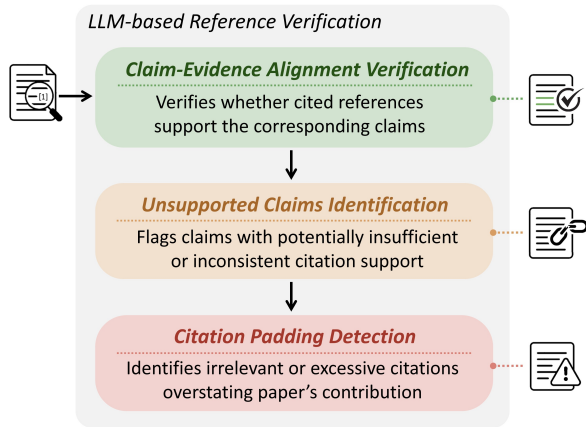 LLM-based Reference Verification
[1]
Claim-Evidence Alignment Verification
Verifies whether cited references
support the corresponding claims
Unsupported Claims Identification
Flags claims with potentially insufficient
or inconsistent citation support
Citation Padding Detection
Identifies irrelevant or excessive citations
overstating paper's contribution